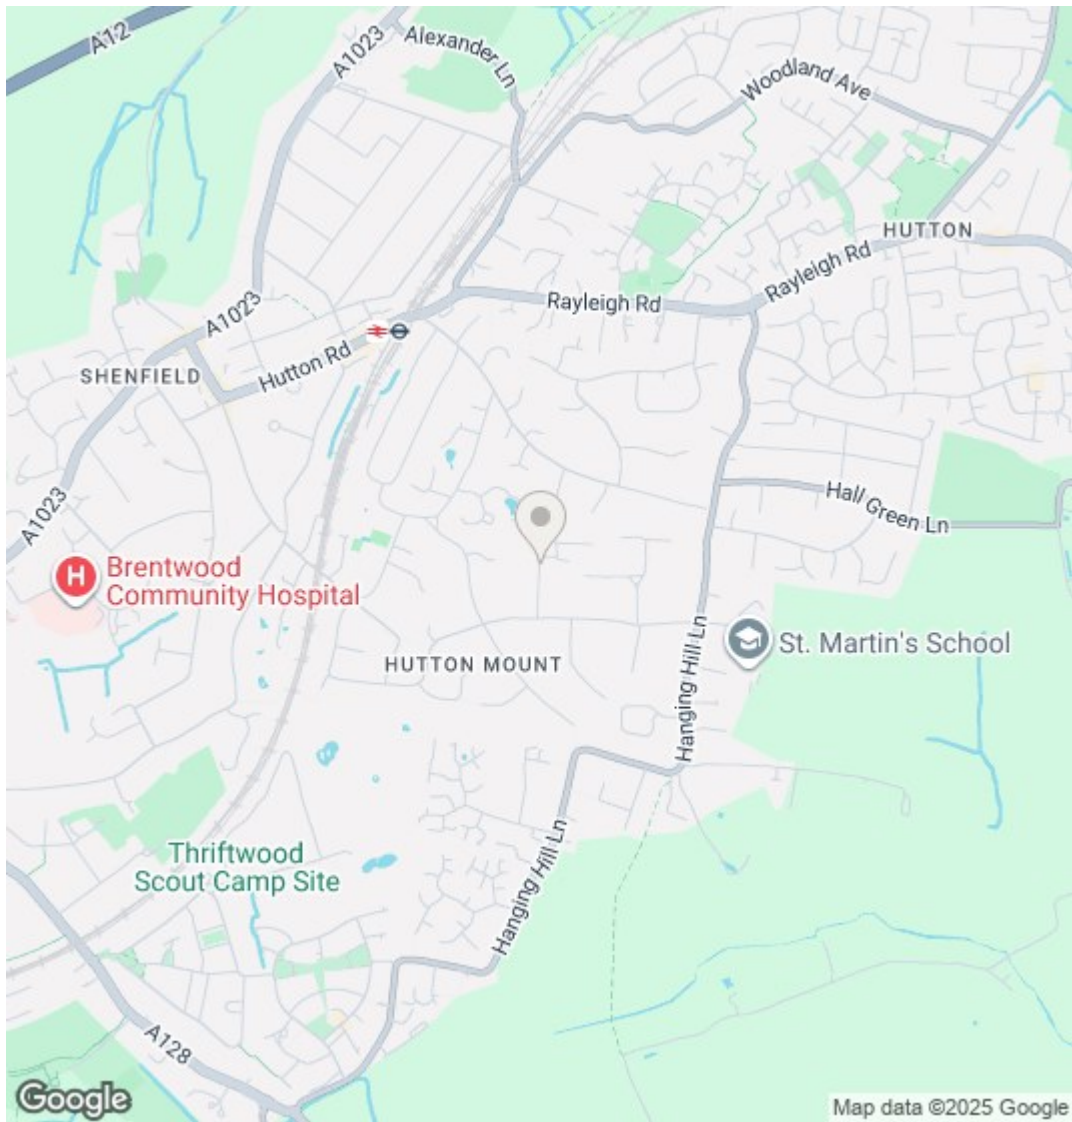 A12
A1023
Alexander Ln
Woodland Ave
HUTTON
Rayleigh Rd
Rayleigh Rd
A1023
Hutton Rd
SHENFIELD
A1023
Hall Green Ln
H
Brentwood
Community Hospital
St. Martin's School
HUTTON MOUNT
Hanging Hill Ln
Thriftwood
Scout Camp Site
Hanging Hill Ln
A128
Google
Map data ©2025 Google